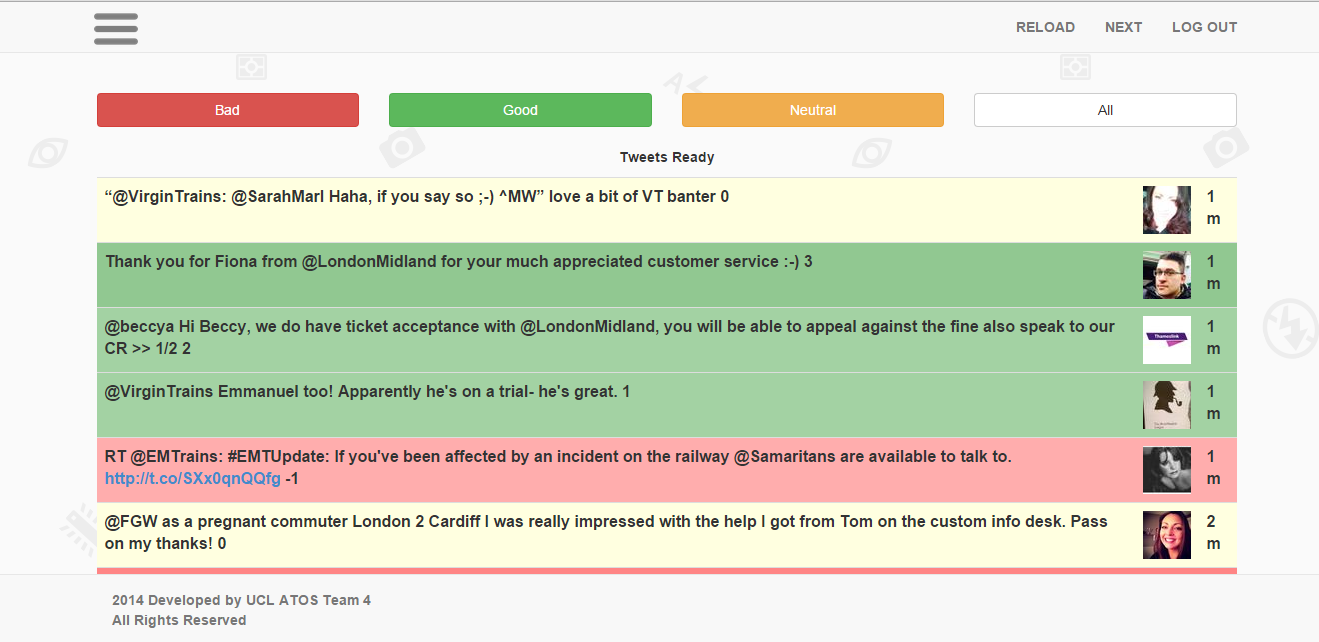 RELOAD NEXT LOG OUT
Bad Good Neutral All
Tweets Ready
“@VirginTrains: @SarahMarl Haha, if you say so ;-) ^MW” love a bit of VT banter 0
1
m
Thank you for Fiona from @LondonMidland for your much appreciated customer service :-) 3
1
m
@beccya Hi Beccy, we do have ticket acceptance with @LondonMidland, you will be able to appeal against the fine also speak to our
CR >> 1/2 2
Thameslink
1
m
@VirginTrains Emmanuel too! Apparently he's on a trial- he's great. 1
1
m
RT @EMTrains: #EMTUpdate: If you've been affected by an incident on the railway @Samaritans are available to talk to.
http://t.co/SXx0qnQQfg -1
1
m
@FGW as a pregnant commuter London 2 Cardiff I was really impressed with the help I got from Tom on the custom info desk. Pass
on my thanks! 0
2
m
2014 Developed by UCL ATOS Team 4
All Rights Reserved